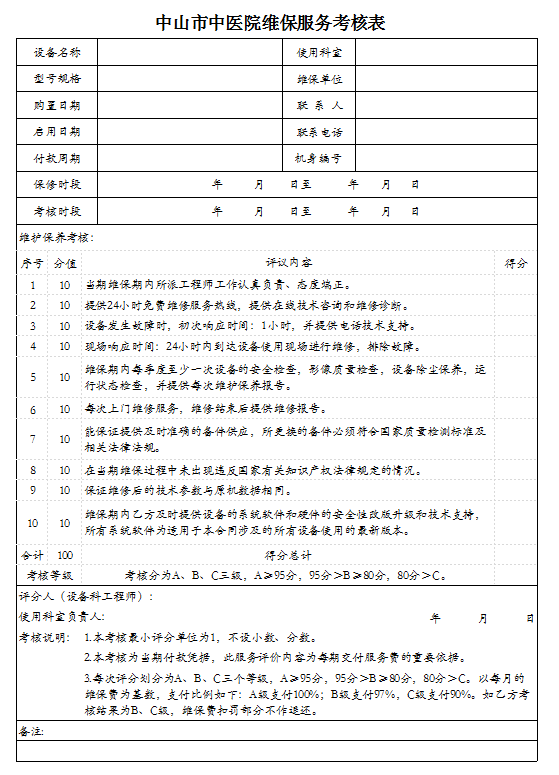 中山市中医院维保服务考核表
设备名称 使用科室
型号规格 维保单位
购置日期 联 系 人
启用日期 联系电话
付款周期 机身编号
保修时段 年 月 日至 年 月 日
考核时段 年 月 日至 年 月 日
维护保养考核：
序号 分值 评议内容 得分
1 10 当期维保期内所派工程师工作认真负责、态度端正。
2 10 提供24小时免费维修服务热线，提供在线技术咨询和维修诊断。
3 10 设备发生故障时，初次响应时间：1小时，并提供电话技术支持。
4 10 现场响应时间：24小时内到达设备使用现场进行维修，排除故障。
5 10 维保期内每季度至少一次设备的安全检查，影像质量检查，设备除尘保养，运
行状态检查，并提供每次维护保养报告。
6 10 每次上门维修服务，维修结束后提供维修报告。
7 10 能保证提供及时准确的备件供应，所更换的备件必须符合国家质量检测标准及
相关法律法规。
8 10 在当期维保过程中未出现违反国家有关知识产权法律规定的情况。
9 10 保证维修后的技术参数与原机数据相同。
10 10 维保期内乙方及时提供设备的系统软件和硬件的安全性改版升级和技术支持，
所有系统软件为适用于本合同涉及的所有设备使用的最新版本。
合计 100 得分总计
考核等级 考核分为A、B、C三级，A≥95分，95分＞B≥80分，80分＞C。
评分人（设备科工程师）：
使用科室负责人： 年 月 日
考核说明： 1.本考核最小评分单位为1，不设小数、分数。
2.本考核为当期付款凭据，此服务评价内容为每期交付服务费的重要依据。
3.每次评分划分为A、B、C三个等级，A≥95分，95分＞B≥80分，80分＞C。以每月的
维保费为基数，支付比例如下：A级支付100%；B级支付97%，C级支付90%。如乙方考
核结果为B、C级，维保费扣罚部分不作退还。
备注：